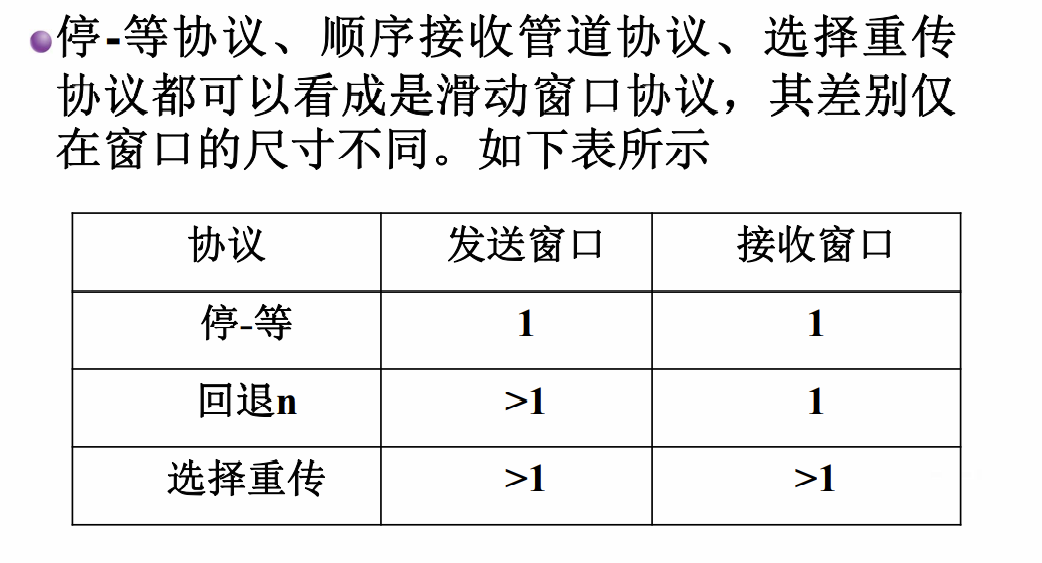 停-等协议、顺序接收管道协议、选择重传
协议都可以看成是滑动窗口协议，其差别仅
在窗口的尺寸不同。如下表所示
协议 发送窗口 接收窗口
停-等 1 1
回退n >1 1
选择重传 >1 >1